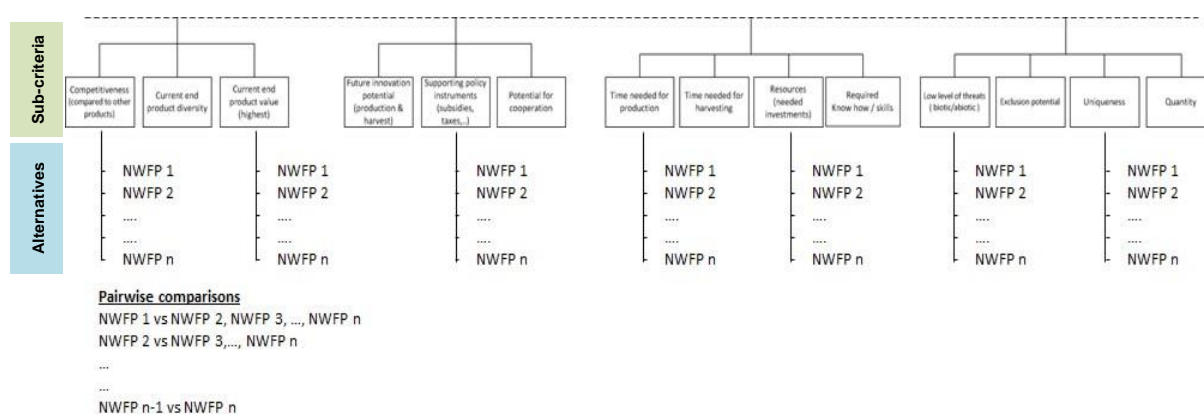 Sub-criteria
Competitiveness
(compared to other
products)
Current end
product diversity
Current end
product value
(highest)
Future innovation
potential
(production &
harvest)
Supporting policy
instruments
(subsidies,
taxes,..)
Potential for
cooperation
Time needed for
production
Time needed for
harvesting
Resources
(needed
investments)
Required
Know how / skills
Low level of threats
( biotic/abiotic )
Exclusion potential
Uniqueness
Quantity
Alternatives
NWFP 1
NWFP 2
....
....
NWFP n
NWFP 1
NWFP 2
....
....
NWFP n
NWFP 1
NWFP 2
....
....
NWFP n
NWFP 1
NWFP 2
....
....
NWFP n
NWFP 1
NWFP 2
....
....
NWFP n
NWFP 1
NWFP 2
....
....
NWFP n
NWFP 1
NWFP 2
....
....
NWFP n
Pairwise comparisons
NWFP 1 vs NWFP 2, NWFP 3, ..., NWFP n
NWFP 2 vs NWFP 3,..., NWFP n
...
...
NWFP n-1 vs NWFP n